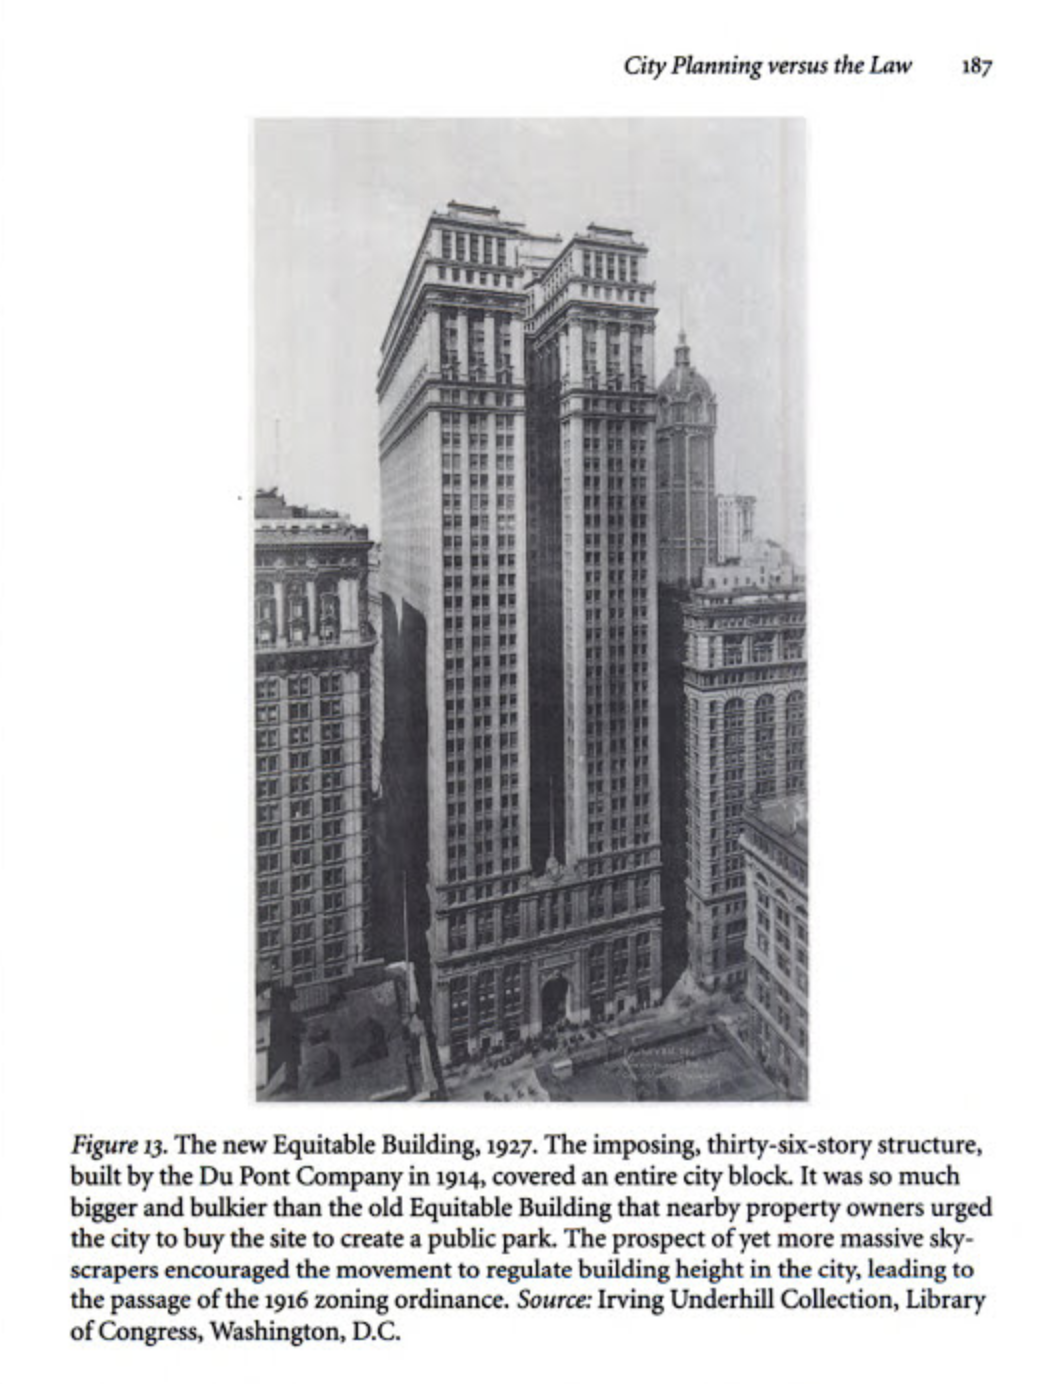 City Planning versus the Law 187
Figure 13. The new Equitable Building, 1927. The imposing, thirty-six-story structure,
built by the Du Pont Company in 1914, covered an entire city block. It was so much
bigger and bulkier than the old Equitable Building that nearby property owners urged
the city to buy the site to create a public park. The prospect of yet more massive sky-
scrapers encouraged the movement to regulate building height in the city, leading to
the passage of the 1916 zoning ordinance. Source: Irving Underhill Collection, Library
of Congress, Washington, D.C.